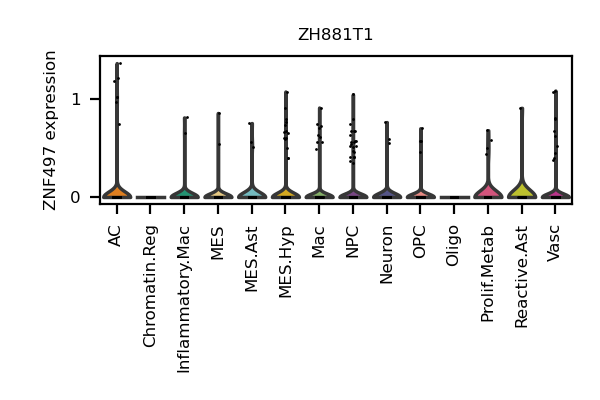 ZH881T1
ZNF497 expression
1
0
AC
Chromatin.Reg
Inflammatory.Mac
MES
MES.Ast
MES.Hyp
Mac
NPC
Neuron
OPC
Oligo
Prolif.Metab
Reactive.Ast
Vasc